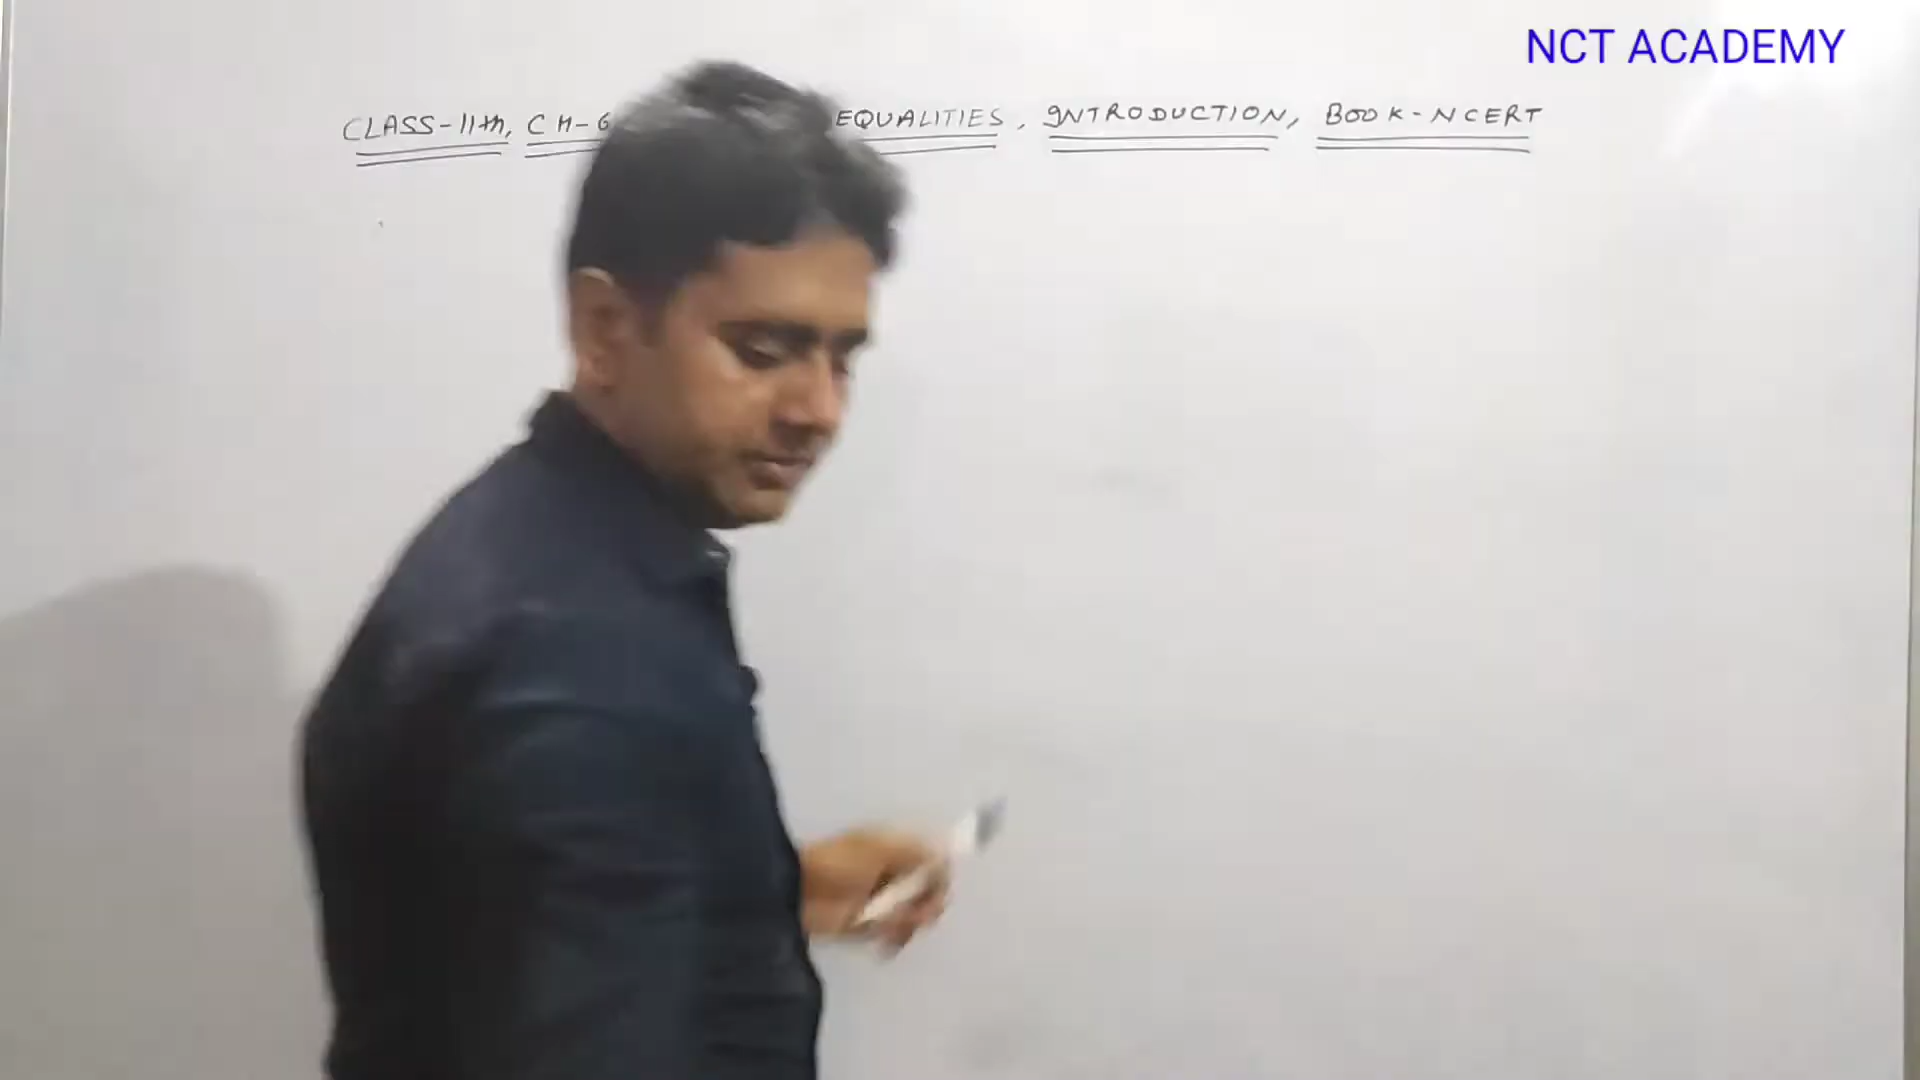 NCT ACADEMY
CLASS-11th, CH-6 EQUALITIES, INTRODUCTION, BOOK-NCERT